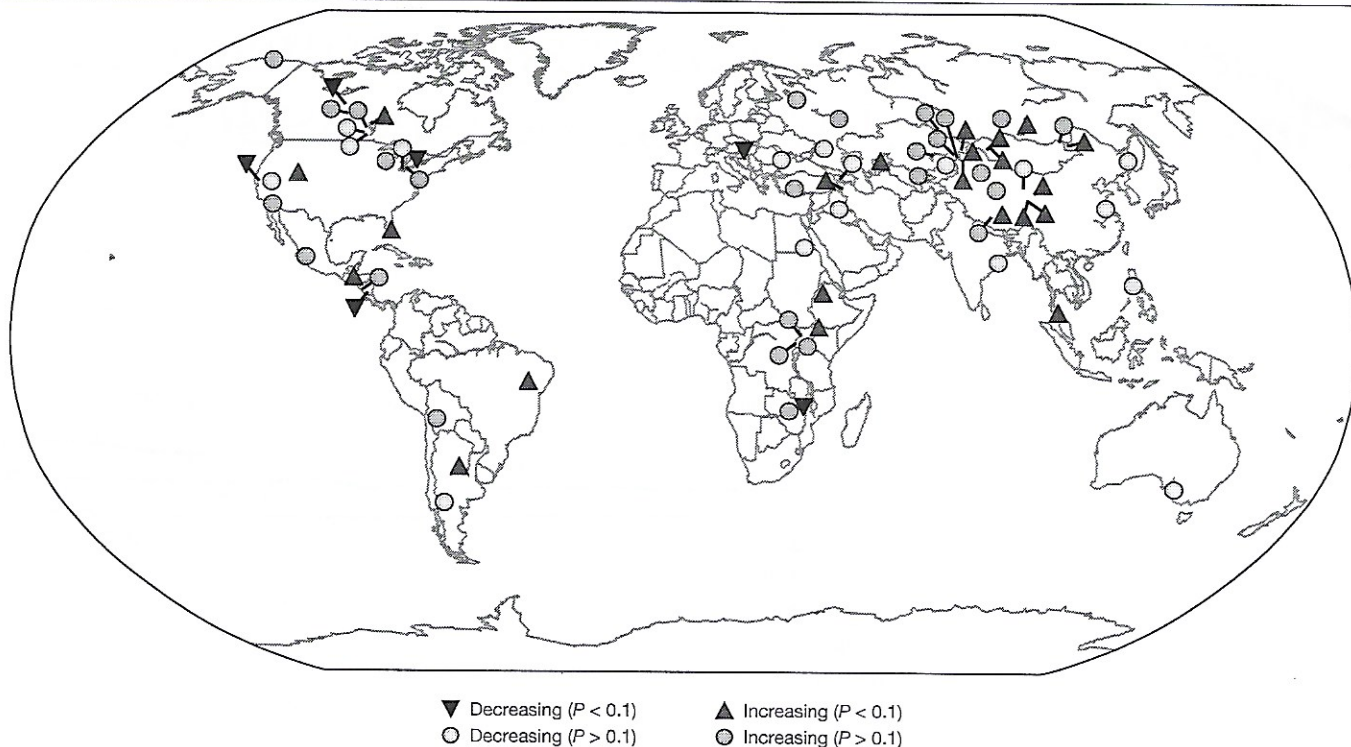 Decreasing (P < 0.1)
Increasing (P < 0.1)
Decreasing (P > 0.1)
Increasing (P > 0.1)